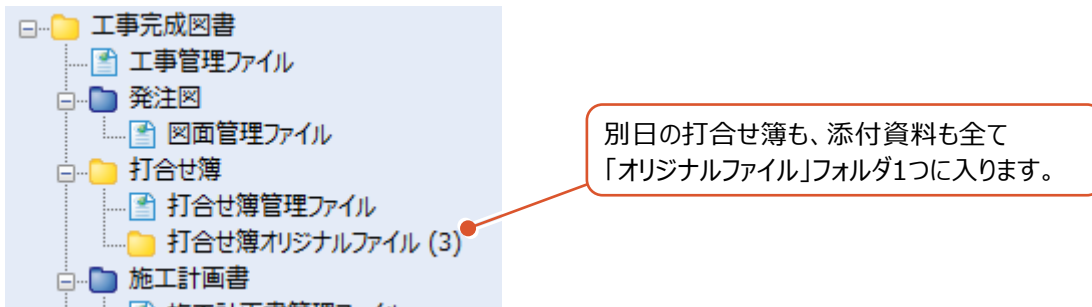 工事完成図書
工事管理ファイル
発注図
図面管理ファイル
打合せ簿
打合せ簿管理ファイル
打合せ簿オリジナルファイル (3)
施工計画書
別日の打合せ簿も、添付資料も全て
「オリジナルファイル」フォルダ1つに入ります。